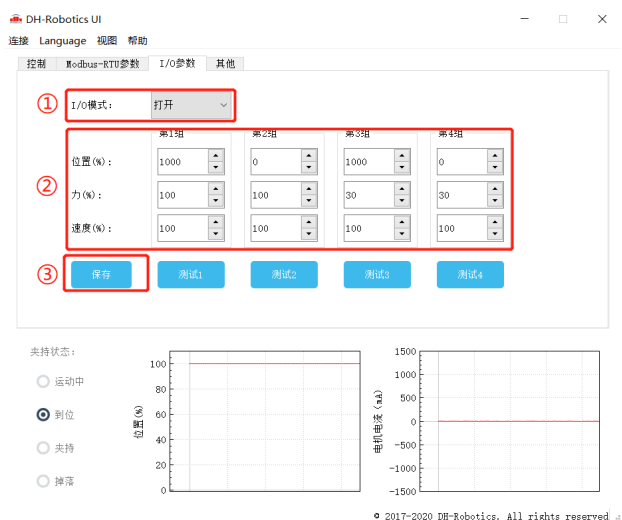 DH-Robotics UI
连接 Language 视图 帮助
控制 Modbus-RTU参数 I/O参数 其他
① I/O模式: 打开
第1组 第2组 第3组 第4组
② 位置(%): 1000 0 1000 0
力(%): 100 100 30 30
速度(%): 100 100 100 100
③ 保存 测试1 测试2 测试3 测试4
夹持状态:
运动中
到位
夹持
掉落
位置(%)
100
80
60
40
20
0
电机电流(mA)
1500
1000
500
0
-500
-1000
-1500
© 2017-2020 DH-Robotics. All rights reserved